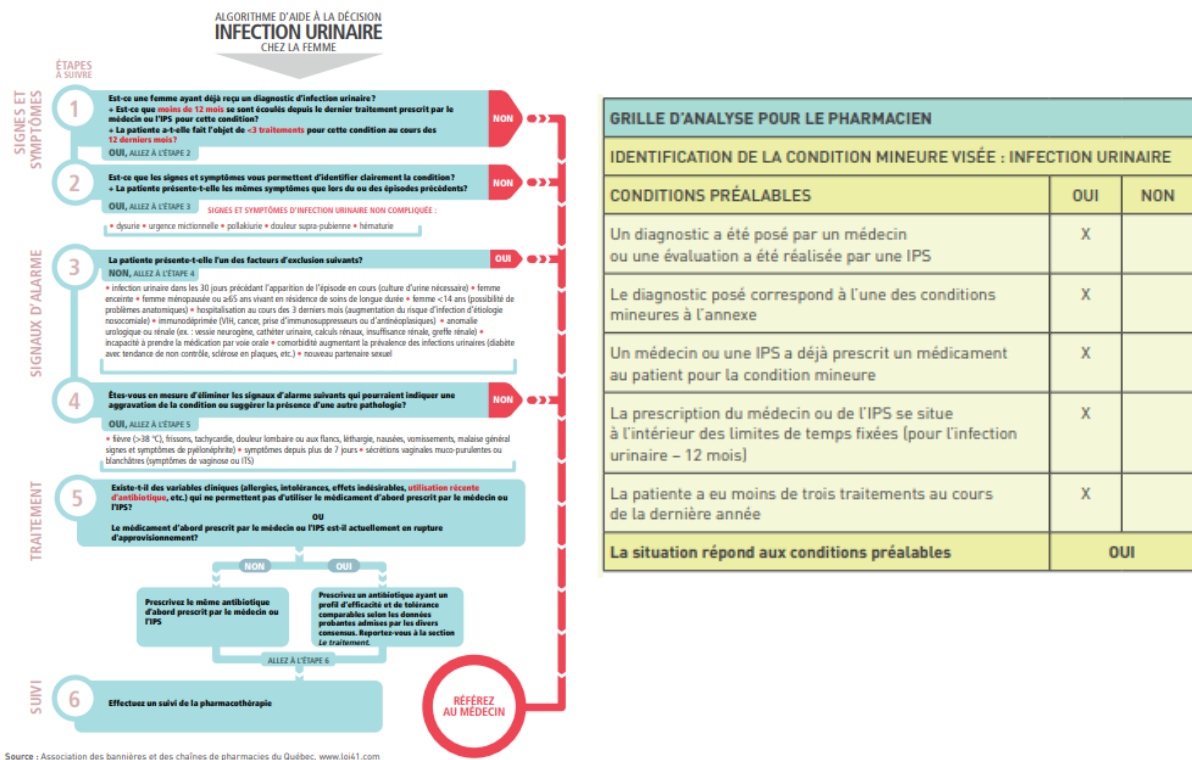 ALGORITHME D'AIDE À LA DÉCISION
INFECTION URINAIRE
CHEZ LA FEMME
ÉTAPES
À SUIVRE
SIGNES ET
SYMPTÔMES
1
Est-ce une femme ayant déjà reçu un diagnostic d'infection urinaire?
+ Est-ce que moins de 12 mois se sont écoulés depuis le dernier traitement prescrit par le
médecin ou l'IPS pour cette condition?
+ La patiente a-t-elle fait l'objet de <3 traitements pour cette condition au cours des
12 derniers mois?
NON
OUI, ALLEZ À L'ÉTAPE 2
2
Est-ce que les signes et symptômes vous permettent d'identifier clairement la condition?
+ La patiente présente-t-elle les mêmes symptômes que lors du ou des épisodes précédents?
NON
OUI, ALLEZ À L'ÉTAPE 3
SIGNES ET SYMPTÔMES D'INFECTION URINAIRE NON COMPLIQUÉE :
• dysurie • urgence mictionnelle • pollakiurie • douleur supra-pubienne • hématurie
SIGNAUX D'ALARME
3
La patiente présente-t-elle l'un des facteurs d'exclusion suivants?
OUI
NON, ALLEZ À L'ÉTAPE 4
• infection urinaire dans les 30 jours précédant l'apparition de l'épisode en cours (culture d'urine nécessaire) • femme
enceinte • femme ménopausée ou ≥65 ans vivant en résidence de soins de longue durée • femme <14 ans (possibilité de
problèmes anatomiques) • hospitalisation au cours des 3 derniers mois (augmentation du risque d'infection d'étiologie
nosocomiale) • immunodéprimée (VIH, cancer, prise d'immunosuppresseurs ou d'antinéoplasiques) • anomalie
urologique ou rénale (ex. : vessie neurogène, cathéter urinaire, calculs rénaux, insuffisance rénale, greffe rénale) •
incapacité à prendre la médication par voie orale • comorbidité augmentant la prévalence des infections urinaires (diabète
avec tendance de non contrôle, sclérose en plaques, etc.) • nouveau partenaire sexuel
4
Êtes-vous en mesure d'éliminer les signaux d'alarme suivants qui pourraient indiquer une
aggravation de la condition ou suggérer la présence d'une autre pathologie?
NON
OUI, ALLEZ À L'ÉTAPE 5
• fièvre (>38 °C), frissons, tachycardie, douleur lombaire ou aux flancs, léthargie, nausées, vomissements, malaise général
signes et symptômes de pyélonéphrite) • symptômes depuis plus de 7 jours • sécrétions vaginales muco-purulentes ou
blanchâtres (symptômes de vaginose ou ITS)
TRAITEMENT
5
Existe-t-il des variables cliniques (allergies, intolérances, effets indésirables, utilisation récente
d'antibiotique, etc.) qui ne permettent pas d'utiliser le médicament d'abord prescrit par le médecin ou
l'IPS?
OU
Le médicament d'abord prescrit par le médecin ou l'IPS est-il actuellement en rupture
d'approvisionnement?
NON
OUI
Prescrivez le même antibiotique
d'abord prescrit par le médecin ou
l'IPS
Prescrivez un antibiotique ayant un
profil d'efficacité et de tolérance
comparables selon les données
probantes admises par les divers
consensus. Reportez-vous à la section
Le traitement.
ALLEZ À L'ÉTAPE 6
SUIVI
6
Effectuez un suivi de la pharmacothérapie
RÉFÉREZ
AU MÉDECIN
Source : Association des bannières et des chaînes de pharmacies du Québec. www.loi41.com
GRILLE D'ANALYSE POUR LE PHARMACIEN
IDENTIFICATION DE LA CONDITION MINEURE VISÉE : INFECTION URINAIRE
CONDITIONS PRÉALABLES OUI NON
Un diagnostic a été posé par un médecin X
ou une évaluation a été réalisée par une IPS
Le diagnostic posé correspond à l'une des conditions X
mineures à l'annexe
Un médecin ou une IPS a déjà prescrit un médicament X
au patient pour la condition mineure
La prescription du médecin ou de l'IPS se situe X
à l'intérieur des limites de temps fixées (pour l'infection
urinaire – 12 mois)
La patiente a eu moins de trois traitements au cours X
de la dernière année
La situation répond aux conditions préalables OUI